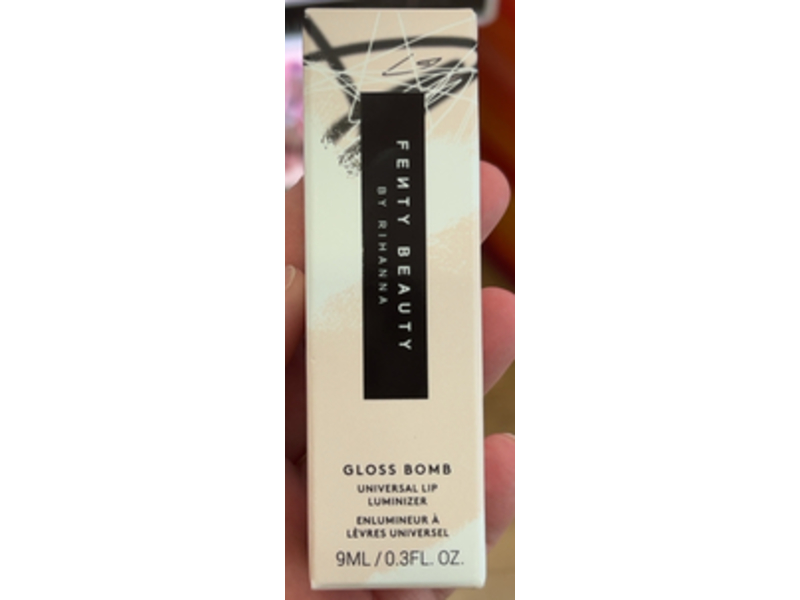 FENTY BEAUTY
BY RIHANNA
GLOSS BOMB
UNIVERSAL LIP
LUMINIZER
ENLUMINEUR À
LÈVRES UNIVERSEL
9ML / 0.3FL. OZ.